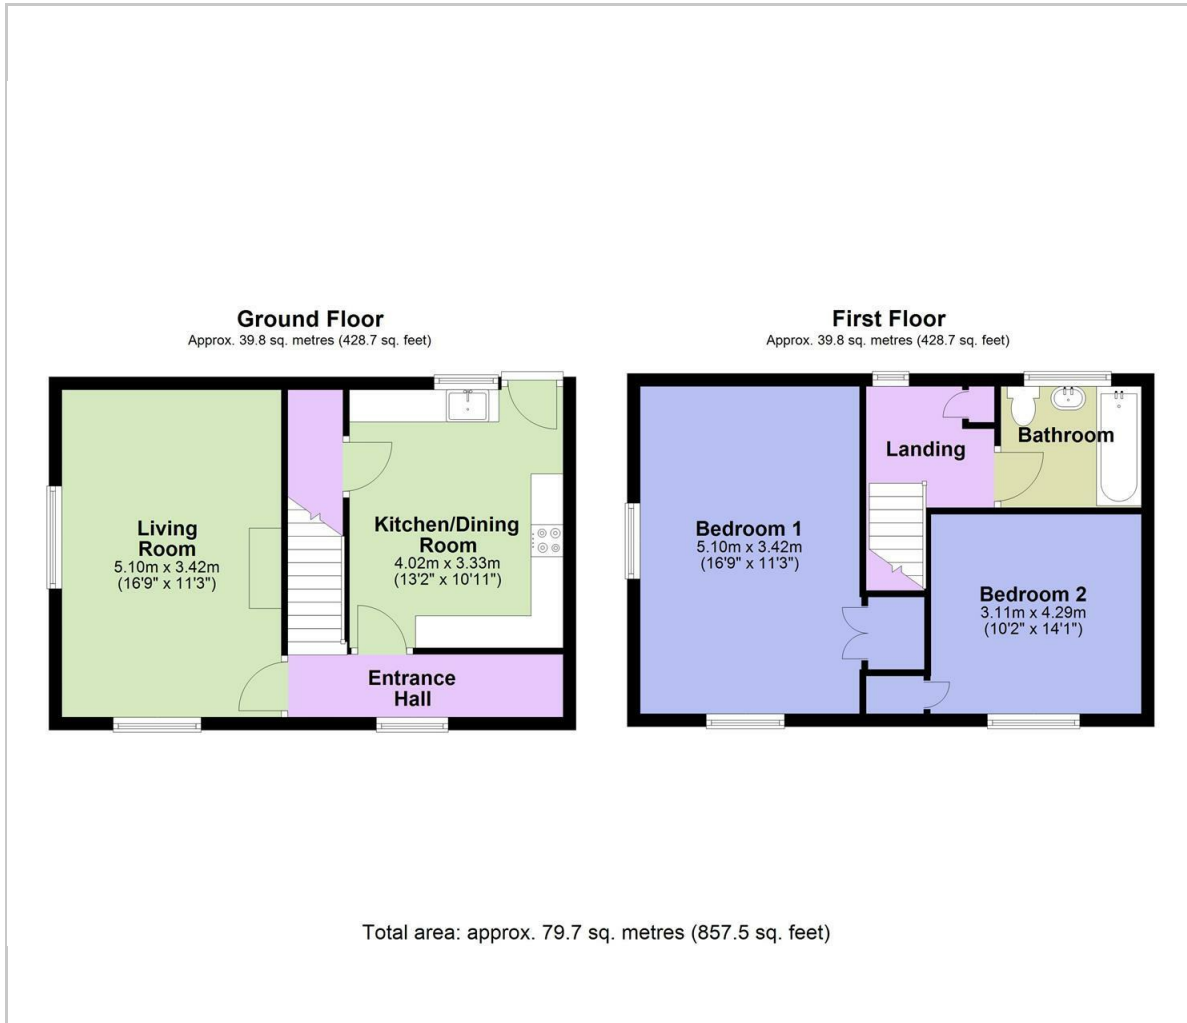 Ground Floor
Approx. 39.8 sq. metres (428.7 sq. feet)
Living
Room
5.10m x 3.42m
(16'9" x 11'3")
Kitchen/Dining
Room
4.02m x 3.33m
(13'2" x 10'11")
Entrance
Hall
First Floor
Approx. 39.8 sq. metres (428.7 sq. feet)
Landing
Bathroom
Bedroom 1
5.10m x 3.42m
(16'9" x 11'3")
Bedroom 2
3.11m x 4.29m
(10'2" x 14'1")
Total area: approx. 79.7 sq. metres (857.5 sq. feet)